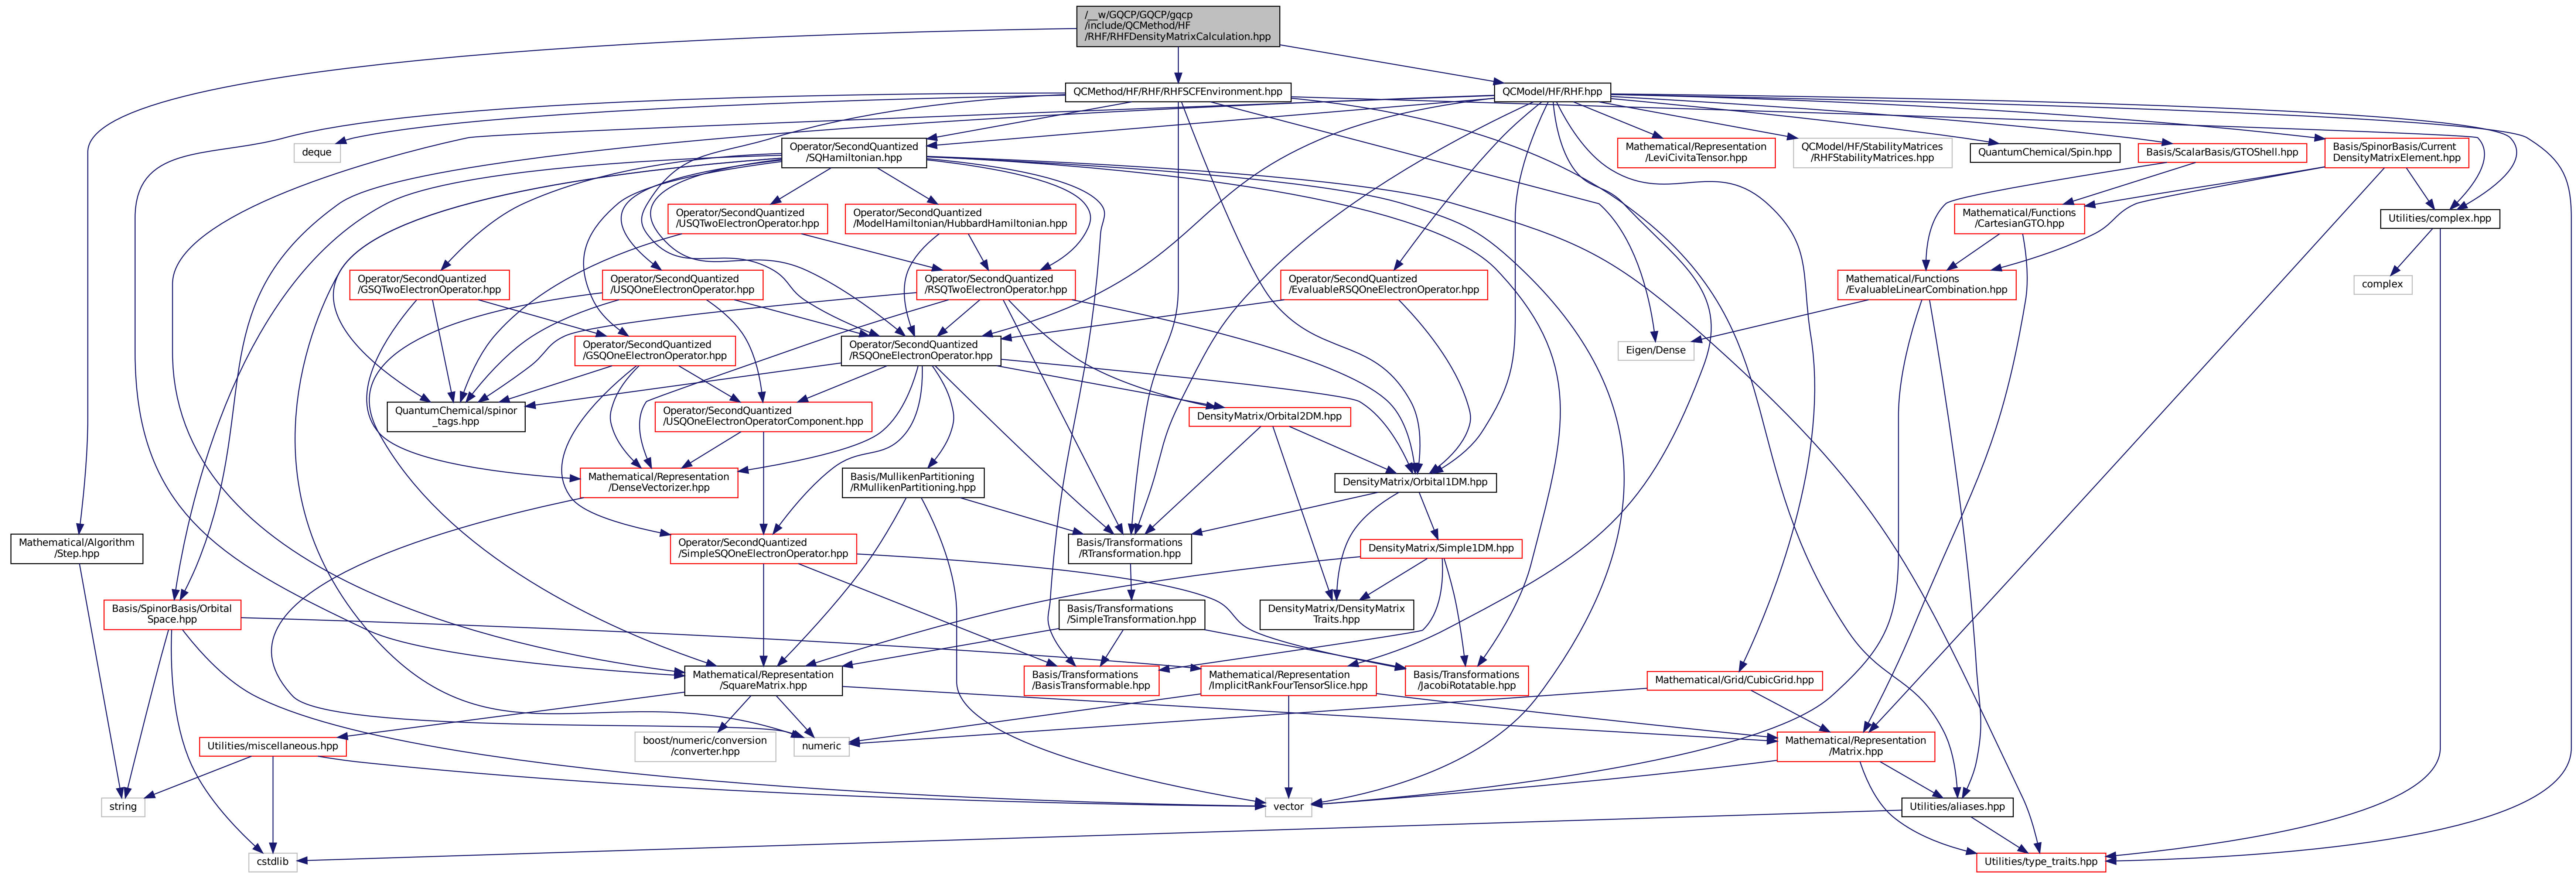 /__w/GQCP/GQCP/gqcp
/include/QCMethod/HF
/RHF/RHFDensityMatrixCalculation.hpp
QCMethod/HF/RHF/RHFSCFEnvironment.hpp
QCModel/HF/RHF.hpp
deque
Operator/SecondQuantized
/SQHamiltonian.hpp
Mathematical/Representation
/LeviCivitaTensor.hpp
QCModel/HF/StabilityMatrices
/RHFStabilityMatrices.hpp
QuantumChemical/Spin.hpp
Basis/ScalarBasis/GTOShell.hpp
Basis/SpinorBasis/Current
DensityMatrixElement.hpp
Operator/SecondQuantized
/USQTwoElectronOperator.hpp
Operator/SecondQuantized
/ModelHamiltonian/HubbardHamiltonian.hpp
Mathematical/Functions
/CartesianGTO.hpp
Utilities/complex.hpp
Operator/SecondQuantized
/GSQTwoElectronOperator.hpp
Operator/SecondQuantized
/USQOneElectronOperator.hpp
Operator/SecondQuantized
/RSQTwoElectronOperator.hpp
Operator/SecondQuantized
/EvaluableRSQOneElectronOperator.hpp
Mathematical/Functions
/EvaluableLinearCombination.hpp
complex
Operator/SecondQuantized
/GSQOneElectronOperator.hpp
Operator/SecondQuantized
/RSQOneElectronOperator.hpp
Eigen/Dense
QuantumChemical/spinor
_tags.hpp
Operator/SecondQuantized
/USQOneElectronOperatorComponent.hpp
DensityMatrix/Orbital2DM.hpp
Mathematical/Representation
/DenseVectorizer.hpp
Basis/MullikenPartitioning
/RMullikenPartitioning.hpp
DensityMatrix/Orbital1DM.hpp
Mathematical/Algorithm
/Step.hpp
Operator/SecondQuantized
/SimpleSQOneElectronOperator.hpp
Basis/Transformations
/RTransformation.hpp
DensityMatrix/Simple1DM.hpp
Basis/SpinorBasis/Orbital
Space.hpp
Basis/Transformations
/SimpleTransformation.hpp
DensityMatrix/DensityMatrix
Traits.hpp
Mathematical/Representation
/SquareMatrix.hpp
Basis/Transformations
/BasisTransformable.hpp
Mathematical/Representation
/ImplicitRankFourTensorSlice.hpp
Basis/Transformations
/JacobiRotatable.hpp
Mathematical/Grid/CubicGrid.hpp
Utilities/miscellaneous.hpp
boost/numeric/conversion
/converter.hpp
numeric
Mathematical/Representation
/Matrix.hpp
string
vector
Utilities/aliases.hpp
cstdlib
Utilities/type_traits.hpp